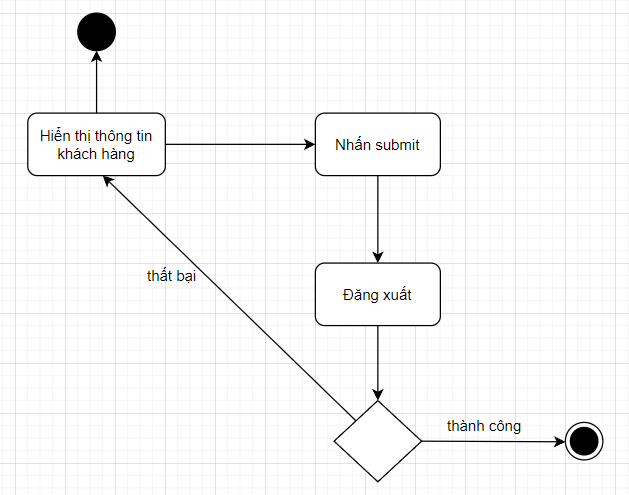 Hiển thị thông tin
khách hàng
Nhấn submit
thất bại
Đăng xuất
thành công